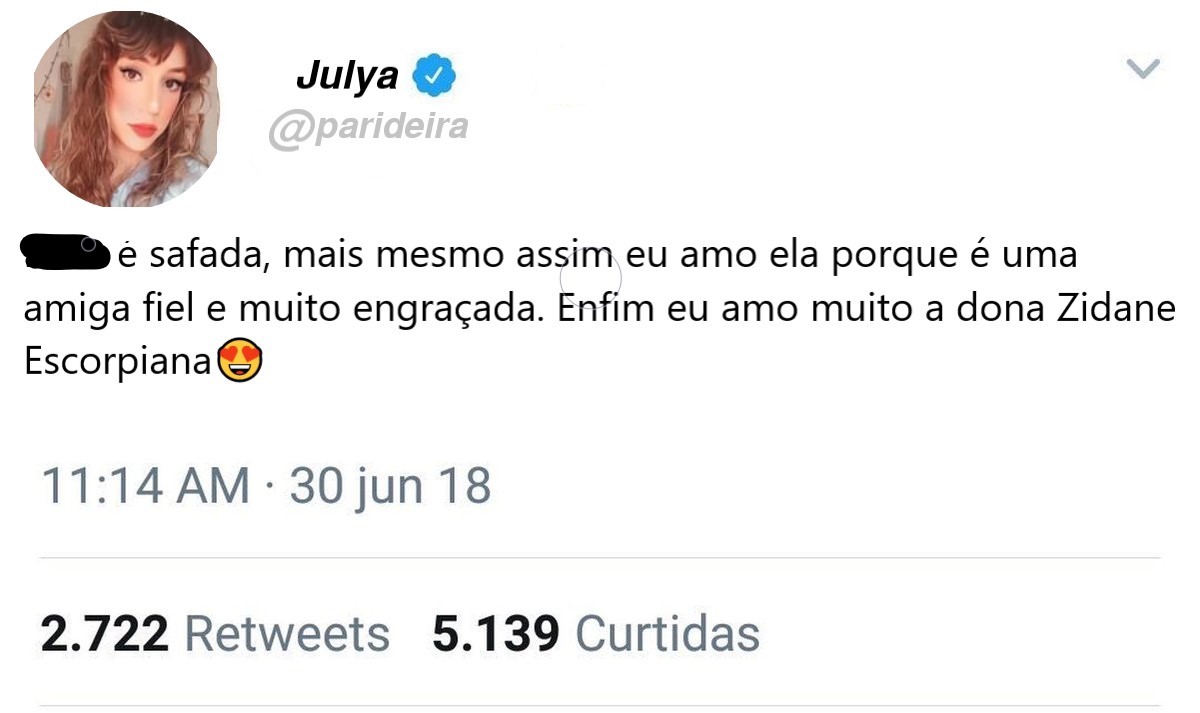 Julya
@parideira
é safada, mais mesmo assim eu amo ela porque é uma
amiga fiel e muito engraçada. Enfim eu amo muito a dona Zidane
Escorpiana😍
11:14 AM · 30 jun 18
2.722 Retweets 5.139 Curtidas